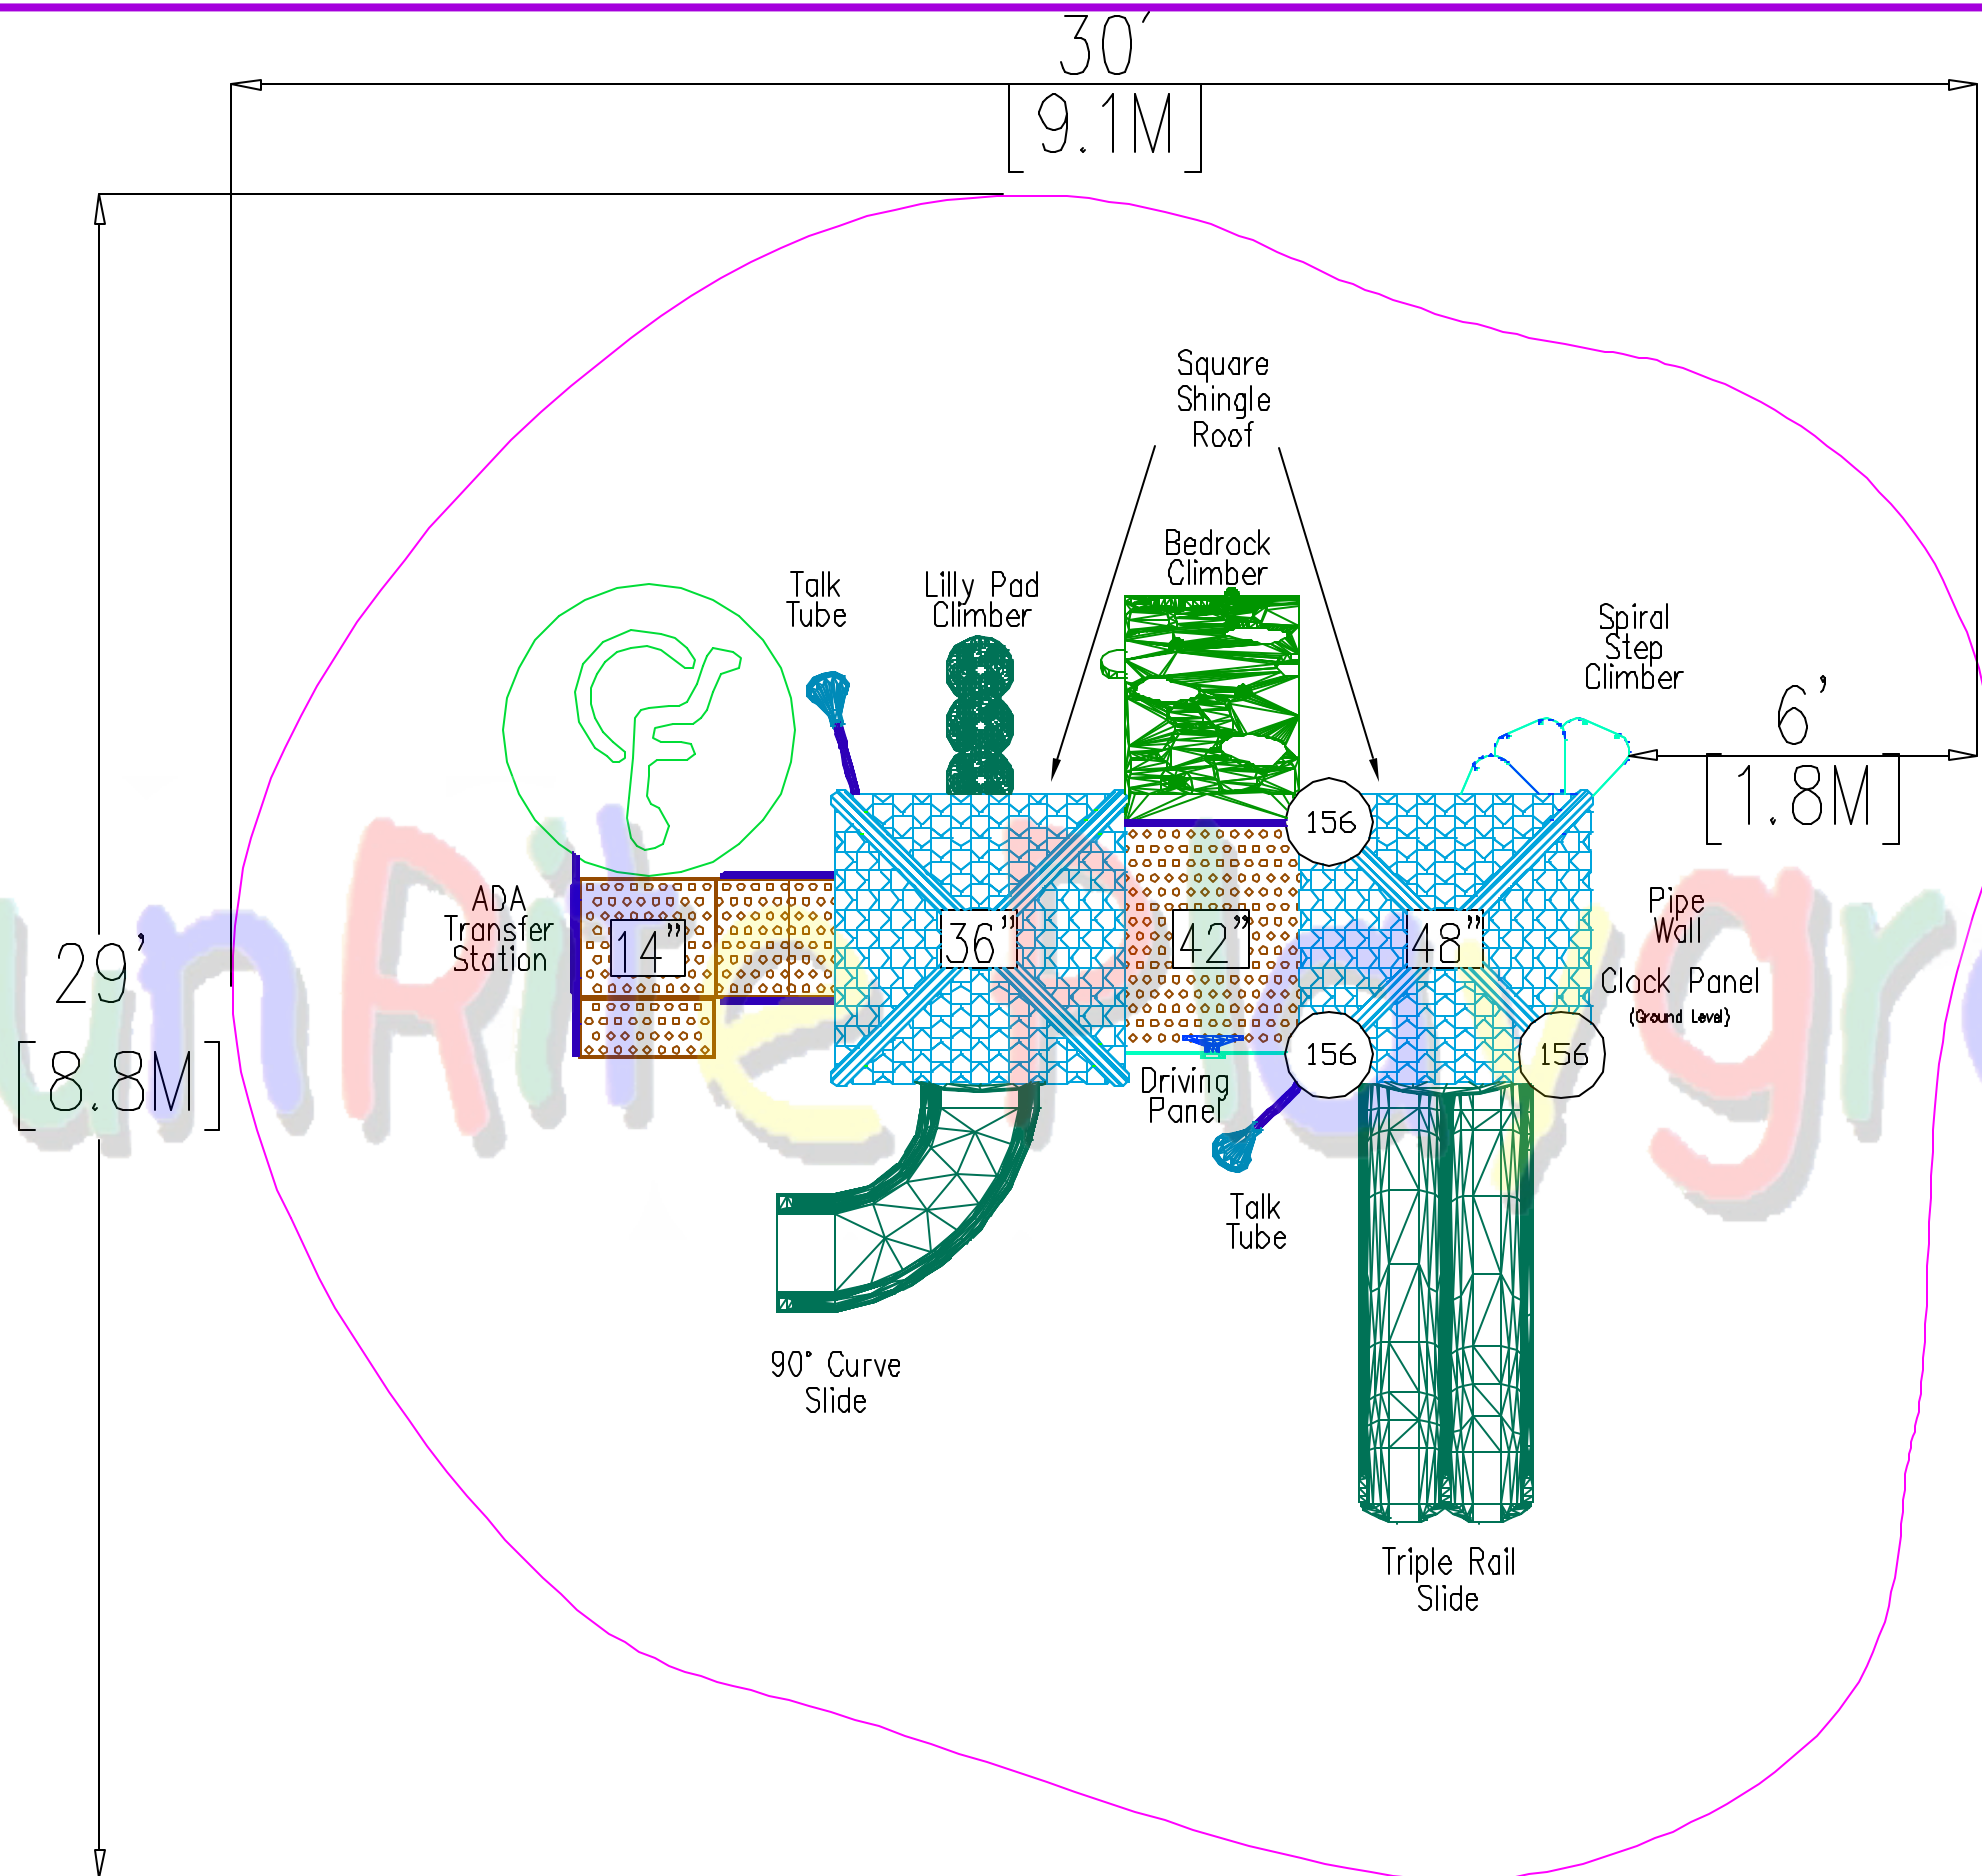 30'
[9.1M]
Square
Shingle
Roof
Bedrock
Climber
Talk
Tube
Lilly Pad
Climber
Spiral
Step
Climber
6'
[1.8M]
156
ADA
Transfer
Station
14"
36"
42"
48"
Pipe
Wall
Clock Panel
(Ground Level)
29'
[8.8M]
156
156
Driving
Panel
Talk
Tube
90° Curve
Slide
Triple Rail
Slide
unRite Playgro